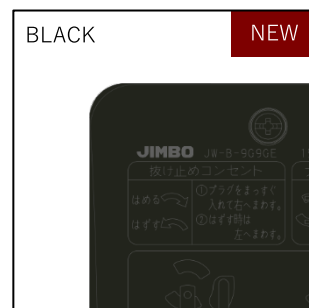 BLACK
NEW
JIMBO JW-B-909GE 1
抜け止めコンセント
はめる
はずす
①プラグをまっすぐ
入れて右へまわす。
②はずす時は
左へまわす。